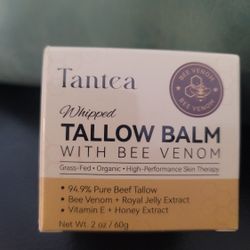 Tantca
BEE VENOM
BEE VENOM
Whipped
TALLOW BALM
WITH BEE VENOM
Grass-Fed • Organic • High-Performance Skin Therapy
• 94.9% Pure Beef Tallow
• Bee Venom + Royal Jelly Extract
• Vitamin E + Honey Extract
Net Wt. 2 oz / 60g